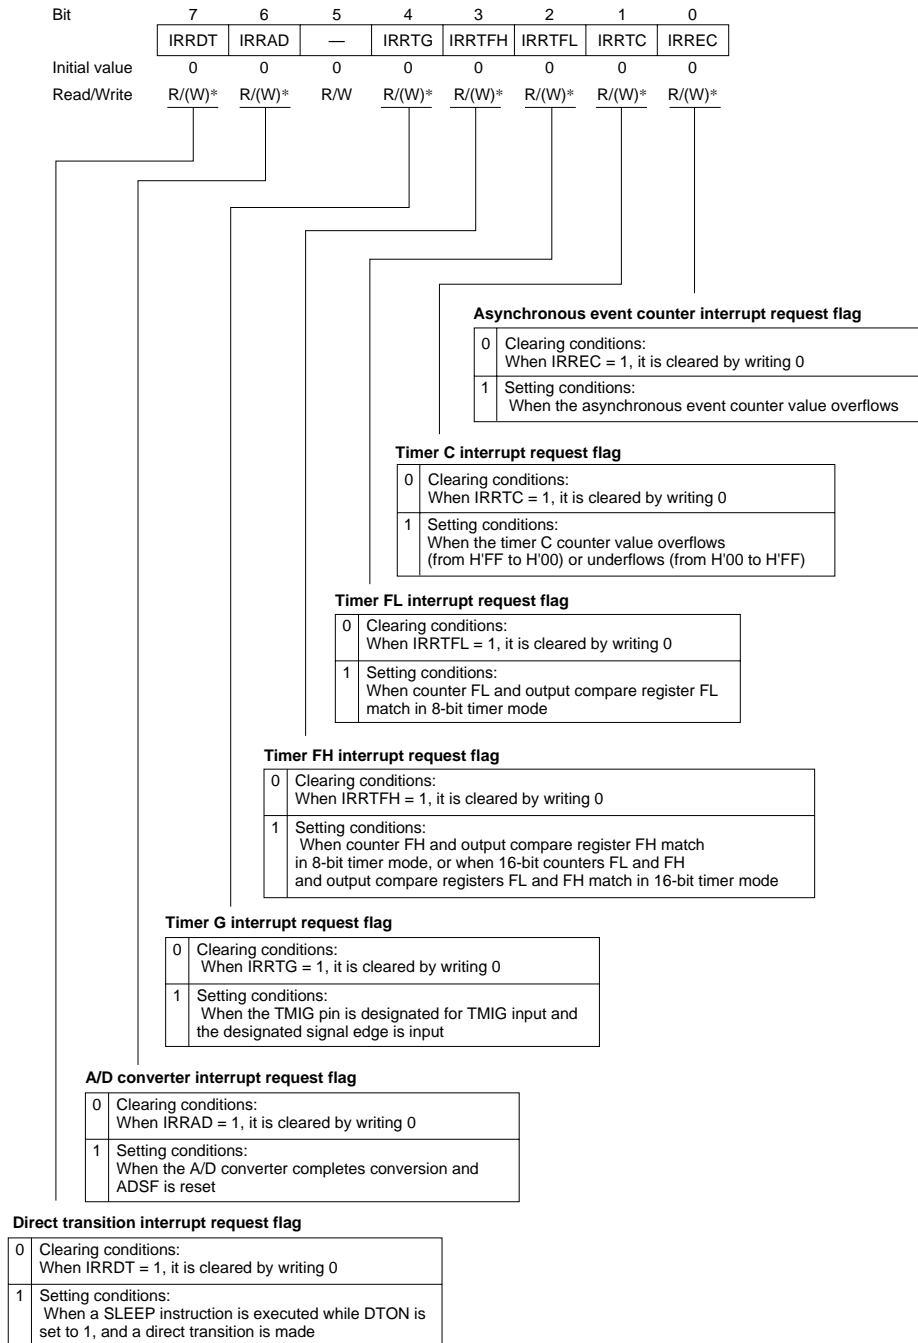 Bit 7 6 5 4 3 2 1 0
IRRDT IRRAD — IRRTG IRRTFH IRRTFL IRRTC IRREC
Initial value 0 0 0 0 0 0 0 0
Read/Write R/(W)* R/(W)* R/W R/(W)* R/(W)* R/(W)* R/(W)* R/(W)*
Asynchronous event counter interrupt request flag
0 Clearing conditions:
When IRREC = 1, it is cleared by writing 0
1 Setting conditions:
When the asynchronous event counter value overflows
Timer C interrupt request flag
0 Clearing conditions:
When IRRTC = 1, it is cleared by writing 0
1 Setting conditions:
When the timer C counter value overflows
(from H'FF to H'00) or underflows (from H'00 to H'FF)
Timer FL interrupt request flag
0 Clearing conditions:
When IRRTFL = 1, it is cleared by writing 0
1 Setting conditions:
When counter FL and output compare register FL
match in 8-bit timer mode
Timer FH interrupt request flag
0 Clearing conditions:
When IRRTFH = 1, it is cleared by writing 0
1 Setting conditions:
When counter FH and output compare register FH match
in 8-bit timer mode, or when 16-bit counters FL and FH
and output compare registers FL and FH match in 16-bit timer mode
Timer G interrupt request flag
0 Clearing conditions:
When IRRTG = 1, it is cleared by writing 0
1 Setting conditions:
When the TMIG pin is designated for TMIG input and
the designated signal edge is input
A/D converter interrupt request flag
0 Clearing conditions:
When IRRAD = 1, it is cleared by writing 0
1 Setting conditions:
When the A/D converter completes conversion and
ADSF is reset
Direct transition interrupt request flag
0 Clearing conditions:
When IRRDT = 1, it is cleared by writing 0
1 Setting conditions:
When a SLEEP instruction is executed while DTON is
set to 1, and a direct transition is made